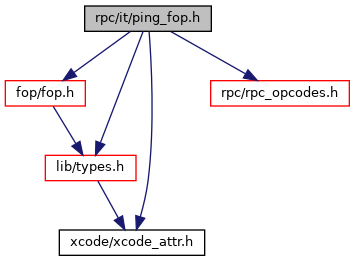 rpc/it/ping_fop.h
fop/fop.h
rpc/rpc_opcodes.h
lib/types.h
xcode/xcode_attr.h